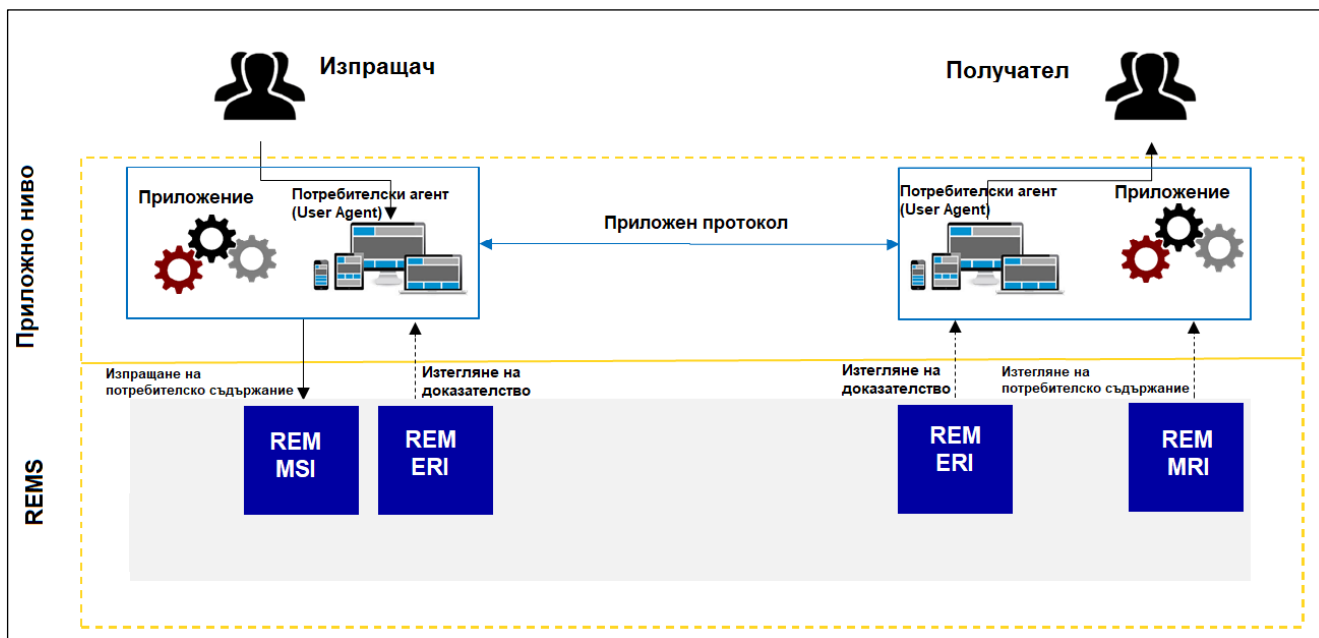 Изпращач
Получател
Приложно ниво
Приложение
Потребителски агент
(User Agent)
Приложен протокол
Потребителски агент
(User Agent)
Приложение
Изпращане на
потребителско съдържание
Изтегляне на
доказателство
Изтегляне на
доказателство
Изтегляне на
потребителско съдържание
REMS
REM
MSI
REM
ERI
REM
ERI
REM
MRI